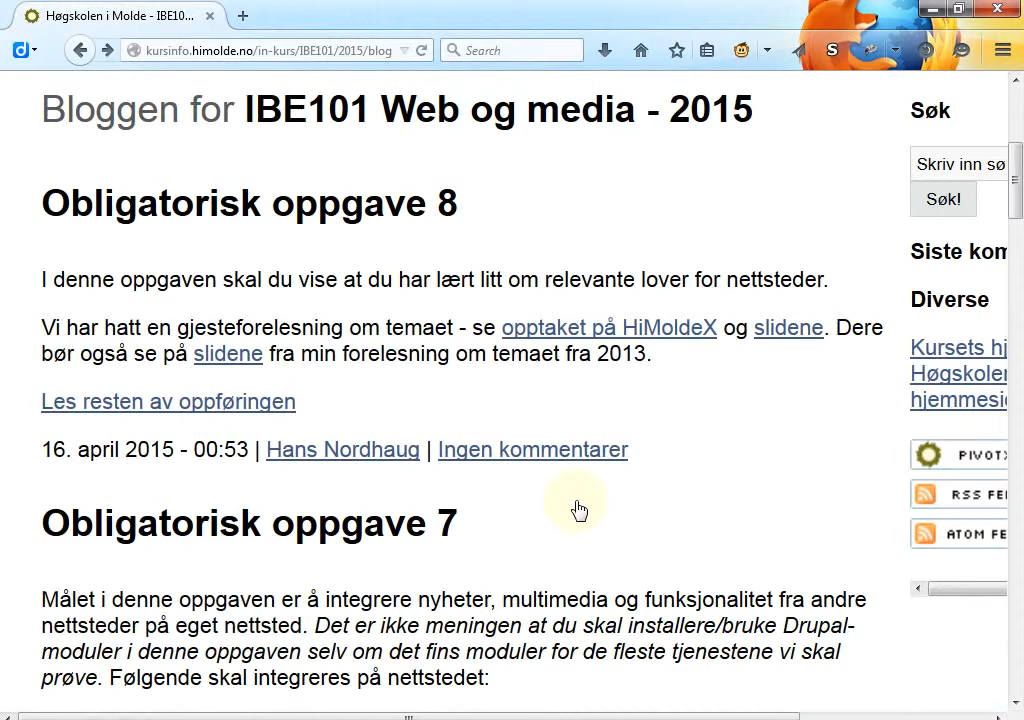 Høgskolen i Molde - IBE10...
kursinfo.himolde.no/in-kurs/IBE101/2015/blog
Search
Bloggen for IBE101 Web og media - 2015
Obligatorisk oppgave 8
I denne oppgaven skal du vise at du har lært litt om relevante lover for nettsteder.
Vi har hatt en gjesteforelesning om temaet - se opptaket på HiMoldeX og slidene. Dere
bør også se på slidene fra min forelesning om temaet fra 2013.
Les resten av oppføringen
16. april 2015 - 00:53 | Hans Nordhaug | Ingen kommentarer
Obligatorisk oppgave 7
Målet i denne oppgaven er å integrere nyheter, multimedia og funksjonalitet fra andre
nettsteder på eget nettsted. Det er ikke meningen at du skal installere/bruke Drupal-
moduler i denne oppgaven selv om det fins moduler for de fleste tjenestene vi skal
prøve. Følgende skal integreres på nettstedet:
Søk
Skriv inn sø
Søk!
Siste kom
Diverse
Kursets hj
Høgskolen
hjemmesid
PIVOTX
RSS FE
ATOM FE